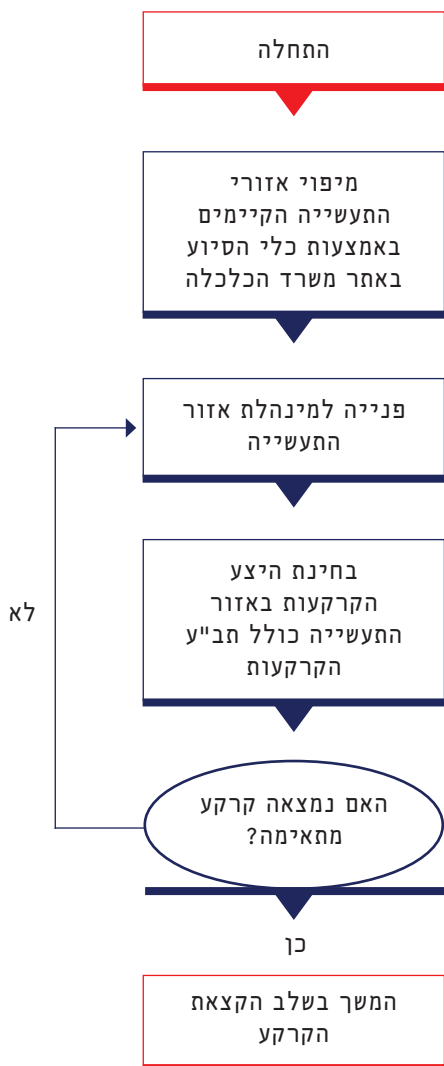 התחלה
מיפוי אזורי
התעשייה הקיימים
באמצעות כלי הסיוע
באתר משרד הכלכלה
פנייה למינהלת אזור
התעשייה
בחינת היצע
הקרקעות באזור
התעשייה כולל תב"ע
הקרקעות
לא
האם נמצאה קרקע
מתאימה?
כן
המשך בשלב הקצאת
הקרקע